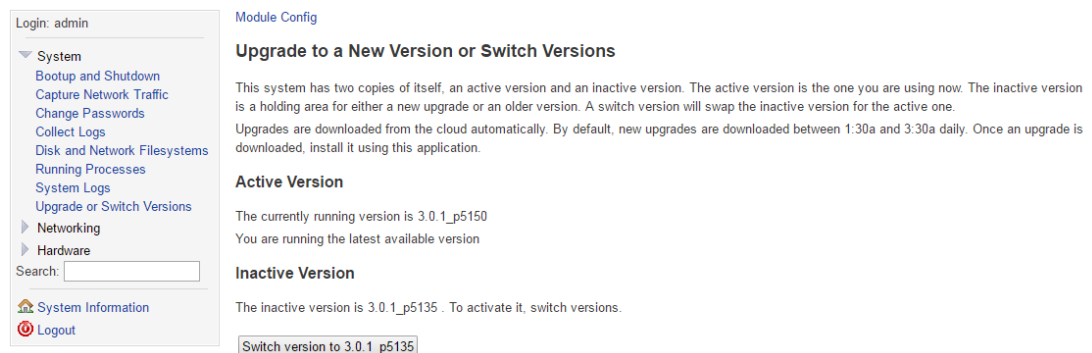 Login: admin
System
Bootup and Shutdown
Capture Network Traffic
Change Passwords
Collect Logs
Disk and Network Filesystems
Running Processes
System Logs
Upgrade or Switch Versions
Networking
Hardware
Search:
System Information
Logout
Module Config
Upgrade to a New Version or Switch Versions
This system has two copies of itself, an active version and an inactive version. The active version is the one you are using now. The inactive version
is a holding area for either a new upgrade or an older version. A switch version will swap the inactive version for the active one.
Upgrades are downloaded from the cloud automatically. By default, new upgrades are downloaded between 1:30a and 3:30a daily. Once an upgrade is
downloaded, install it using this application.
Active Version
The currently running version is 3.0.1_p5150
You are running the latest available version
Inactive Version
The inactive version is 3.0.1_p5135 . To activate it, switch versions.
Switch version to 3.0.1_p5135